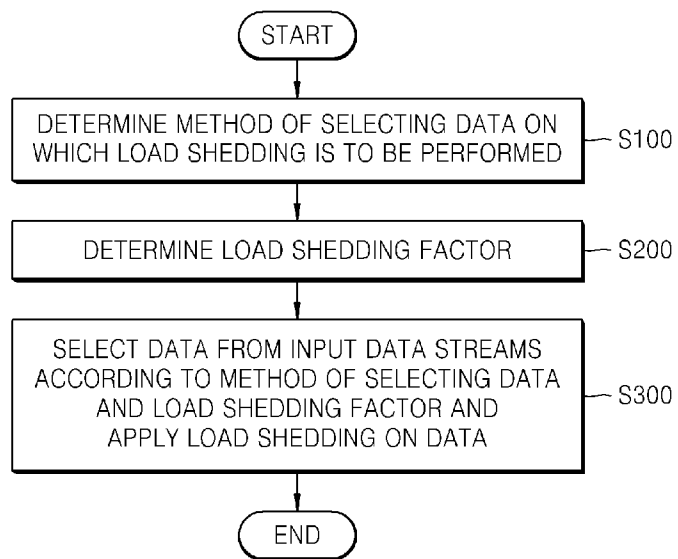 START
DETERMINE METHOD OF SELECTING DATA ON
WHICH LOAD SHEDDING IS TO BE PERFORMED
S100
DETERMINE LOAD SHEDDING FACTOR
S200
SELECT DATA FROM INPUT DATA STREAMS
ACCORDING TO METHOD OF SELECTING DATA
AND LOAD SHEDDING FACTOR AND
APPLY LOAD SHEDDING ON DATA
S300
END